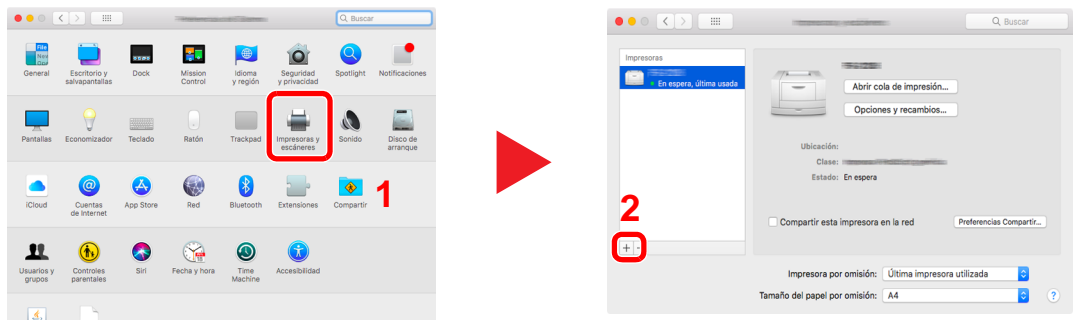 Buscar
File
New
Ope
General
Escritorio y
salvapantallas
Dock
Mission
Control
Idioma
y región
Seguridad
y privacidad
Spotlight
Notificaciones
Pantallas
Economizador
Teclado
Ratón
Trackpad
Impresoras y
escáneres
Sonido
Disco de
arranque
iCloud
Cuentas
de Internet
App Store
Red
Bluetooth
Extensiones
Compartir
1
Usuarios y
grupos
Controles
parentales
Siri
Fecha y hora
Time
Machine
Accesibilidad
Buscar
Impresoras
En espera, última usada
Abrir cola de impresión...
Opciones y recambios...
Ubicación:
Clase:
Estado: En espera
2
+ -
Compartir esta impresora en la red
Preferencias Compartir...
Impresora por omisión: Última impresora utilizada
Tamaño del papel por omisión: A4
?